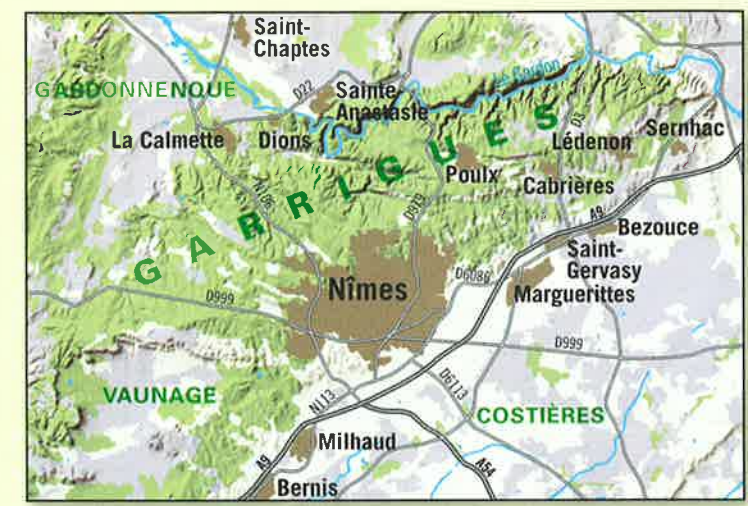 Saint-
Chaptes
GARDONNENQUE
D22
Sainte-
Anastasie
Le Gardon
La Calmette
Dions
GARRIGUES
D3
Lédenon
Sernhac
Poulx
Cabrières
N106
D979
A9
Bezouce
Saint-
Gervasy
Marguerittes
D6086
Nîmes
D999
D999
VAUNAGE
N113
D6113
COSTIÈRES
Milhaud
A9
A54
Bernis